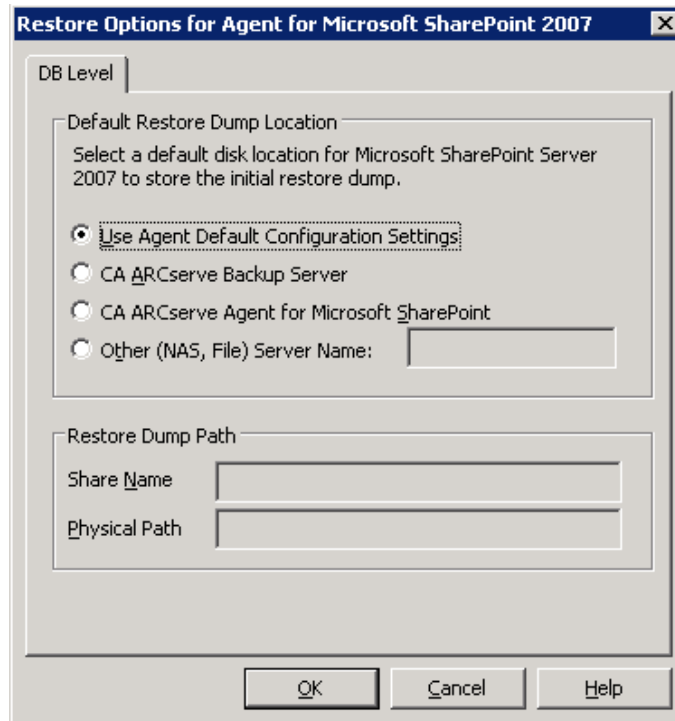 Restore Options for Agent for Microsoft SharePoint 2007
DB Level
Default Restore Dump Location
Select a default disk location for Microsoft SharePoint Server
2007 to store the initial restore dump.
Use Agent Default Configuration Settings
CA ARCserve Backup Server
CA ARCserve Agent for Microsoft SharePoint
Other (NAS, File) Server Name:
Restore Dump Path
Share Name
Physical Path
OK Cancel Help